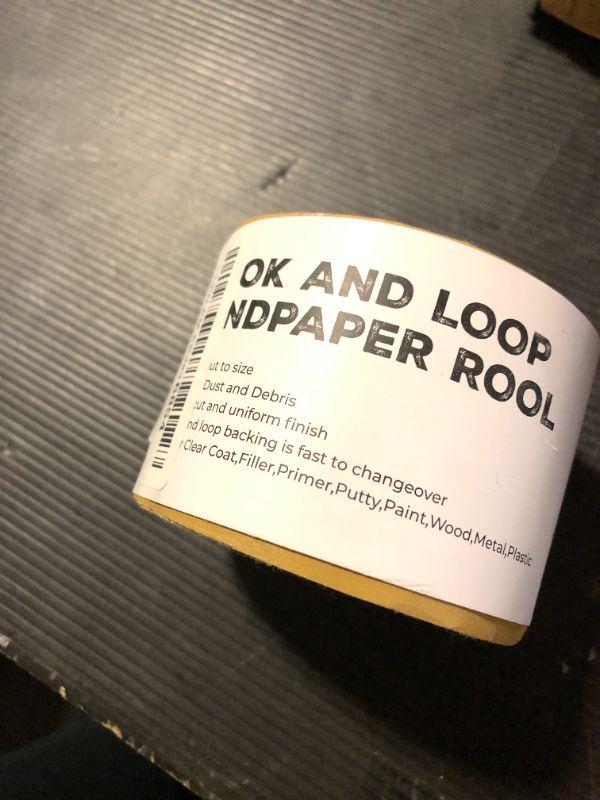 OK AND LOOP
NDPAPER ROOL
ut to size
Dust and Debris
cut and uniform finish
nd loop backing is fast to changeover
r Clear Coat,Filler,Primer,Putty,Paint,Wood,Metal,Plastic